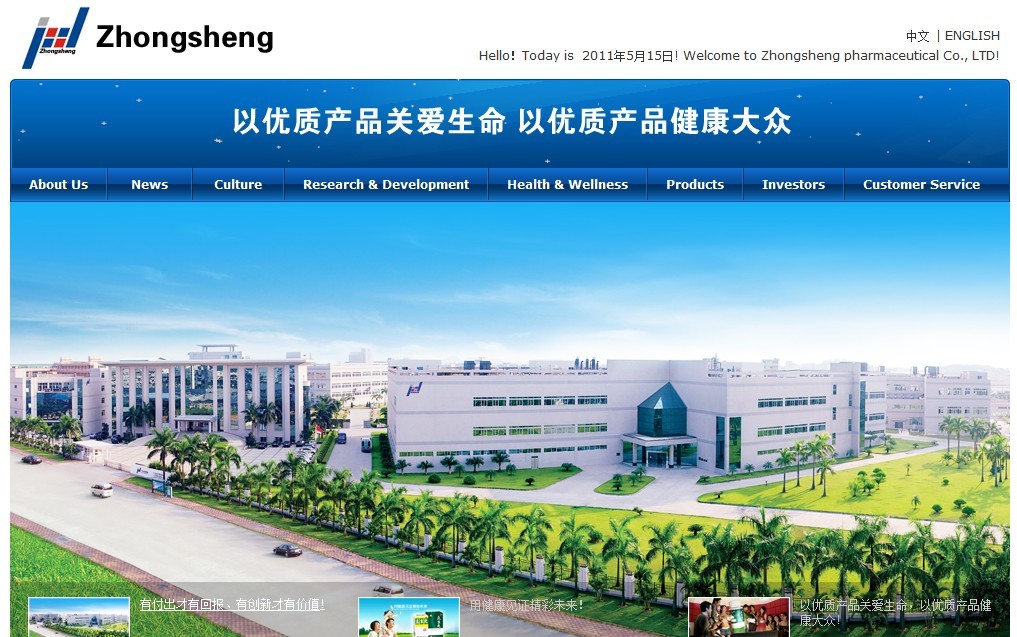 Zhongsheng
Zhongsheng
中文 | ENGLISH
Hello! Today is 2011年5月15日! Welcome to Zhongsheng pharmaceutical Co., LTD!
以优质产品关爱生命 以优质产品健康大众
About Us
News
Culture
Research & Development
Health & Wellness
Products
Investors
Customer Service
有付出才有回报、有创新才有价值!
用健康见证精彩未来!
以优质产品关爱生命，以优质产品健
康大众!